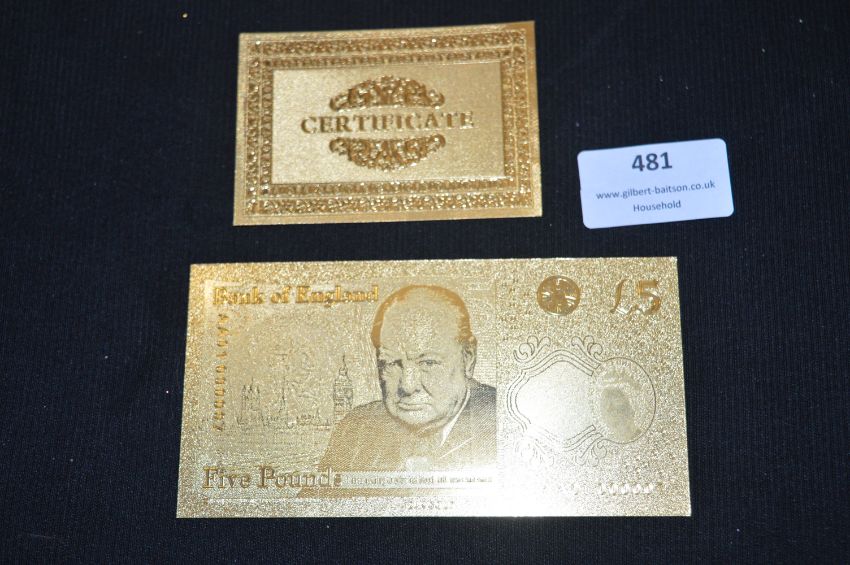 CERTIFICATE
481
www.gilbert-baitson.co.uk
Household
Bank of England
£5
Five Pounds